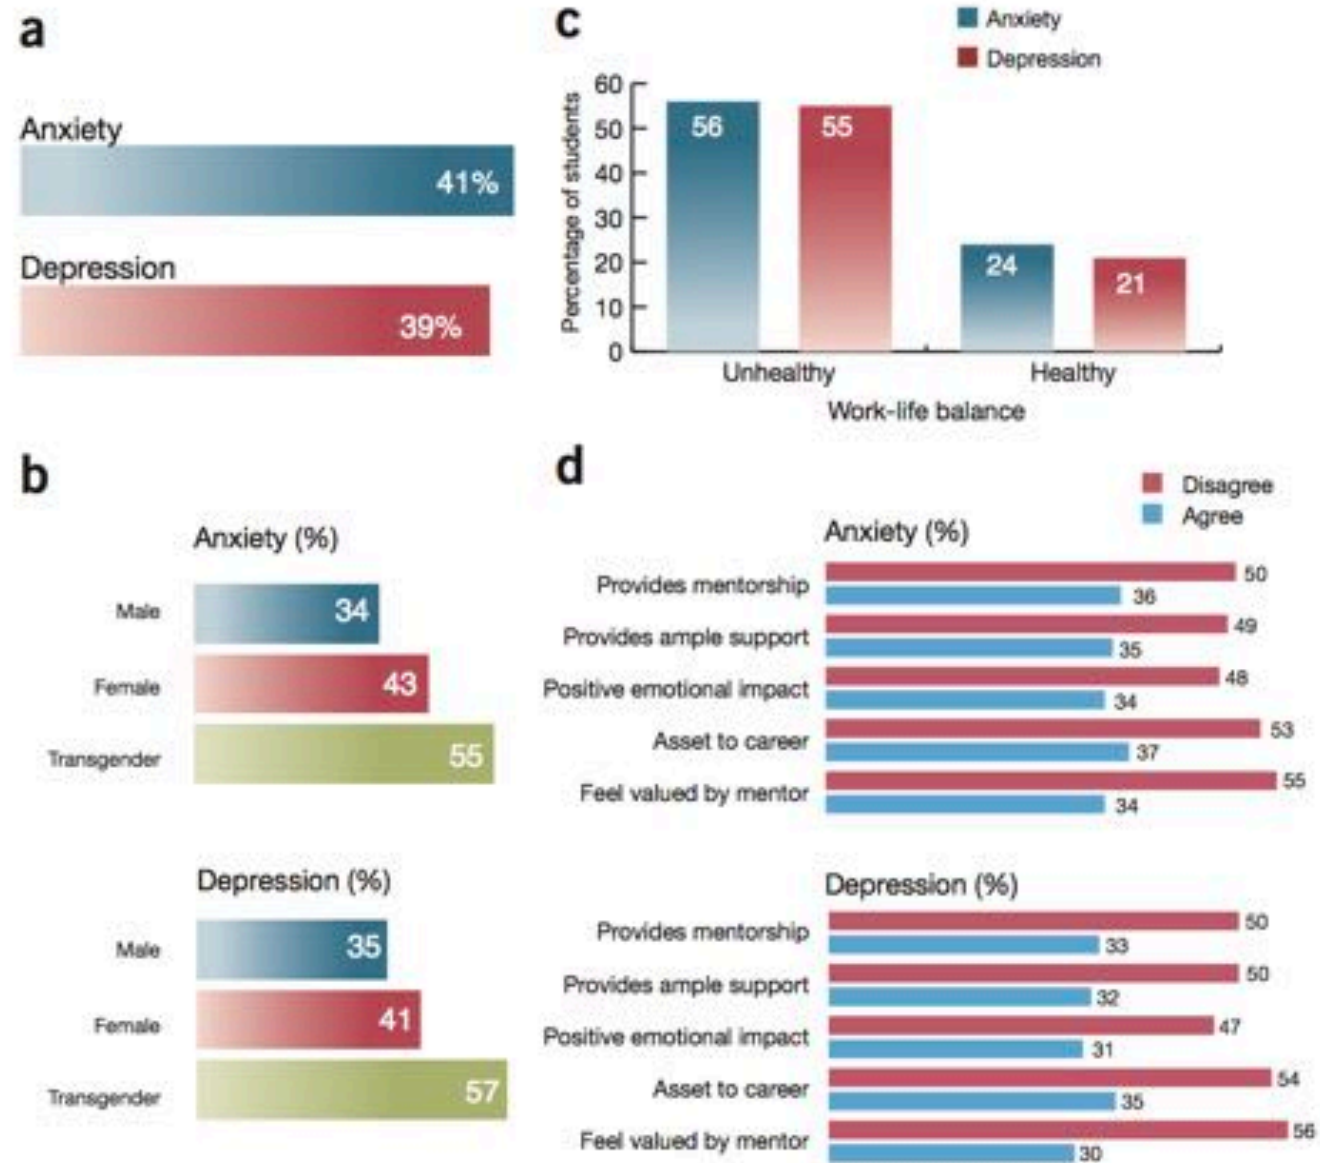 a
Anxiety
41%
Depression
39%
b
Anxiety (%)
Male
34
Female
43
Transgender
55
Depression (%)
Male
35
Female
41
Transgender
57
c
Anxiety
Depression
Percentage of students
60
50
40
30
20
10
0
56
55
24
21
Unhealthy
Healthy
Work-life balance
d
Disagree
Agree
Anxiety (%)
Provides mentorship
50
36
Provides ample support
49
35
Positive emotional impact
48
34
Asset to career
53
37
Feel valued by mentor
55
34
Depression (%)
Provides mentorship
50
33
Provides ample support
50
32
Positive emotional impact
47
31
Asset to career
54
35
Feel valued by mentor
56
30